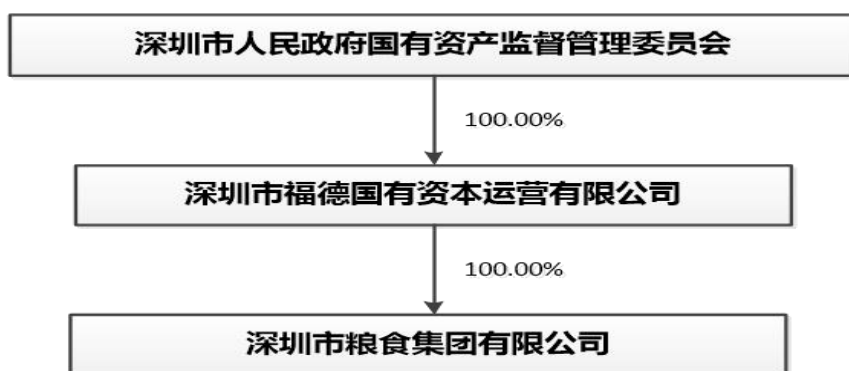 深圳市人民政府国有资产监督管理委员会
100.00%
深圳市福德国有资本运营有限公司
100.00%
深圳市粮食集团有限公司